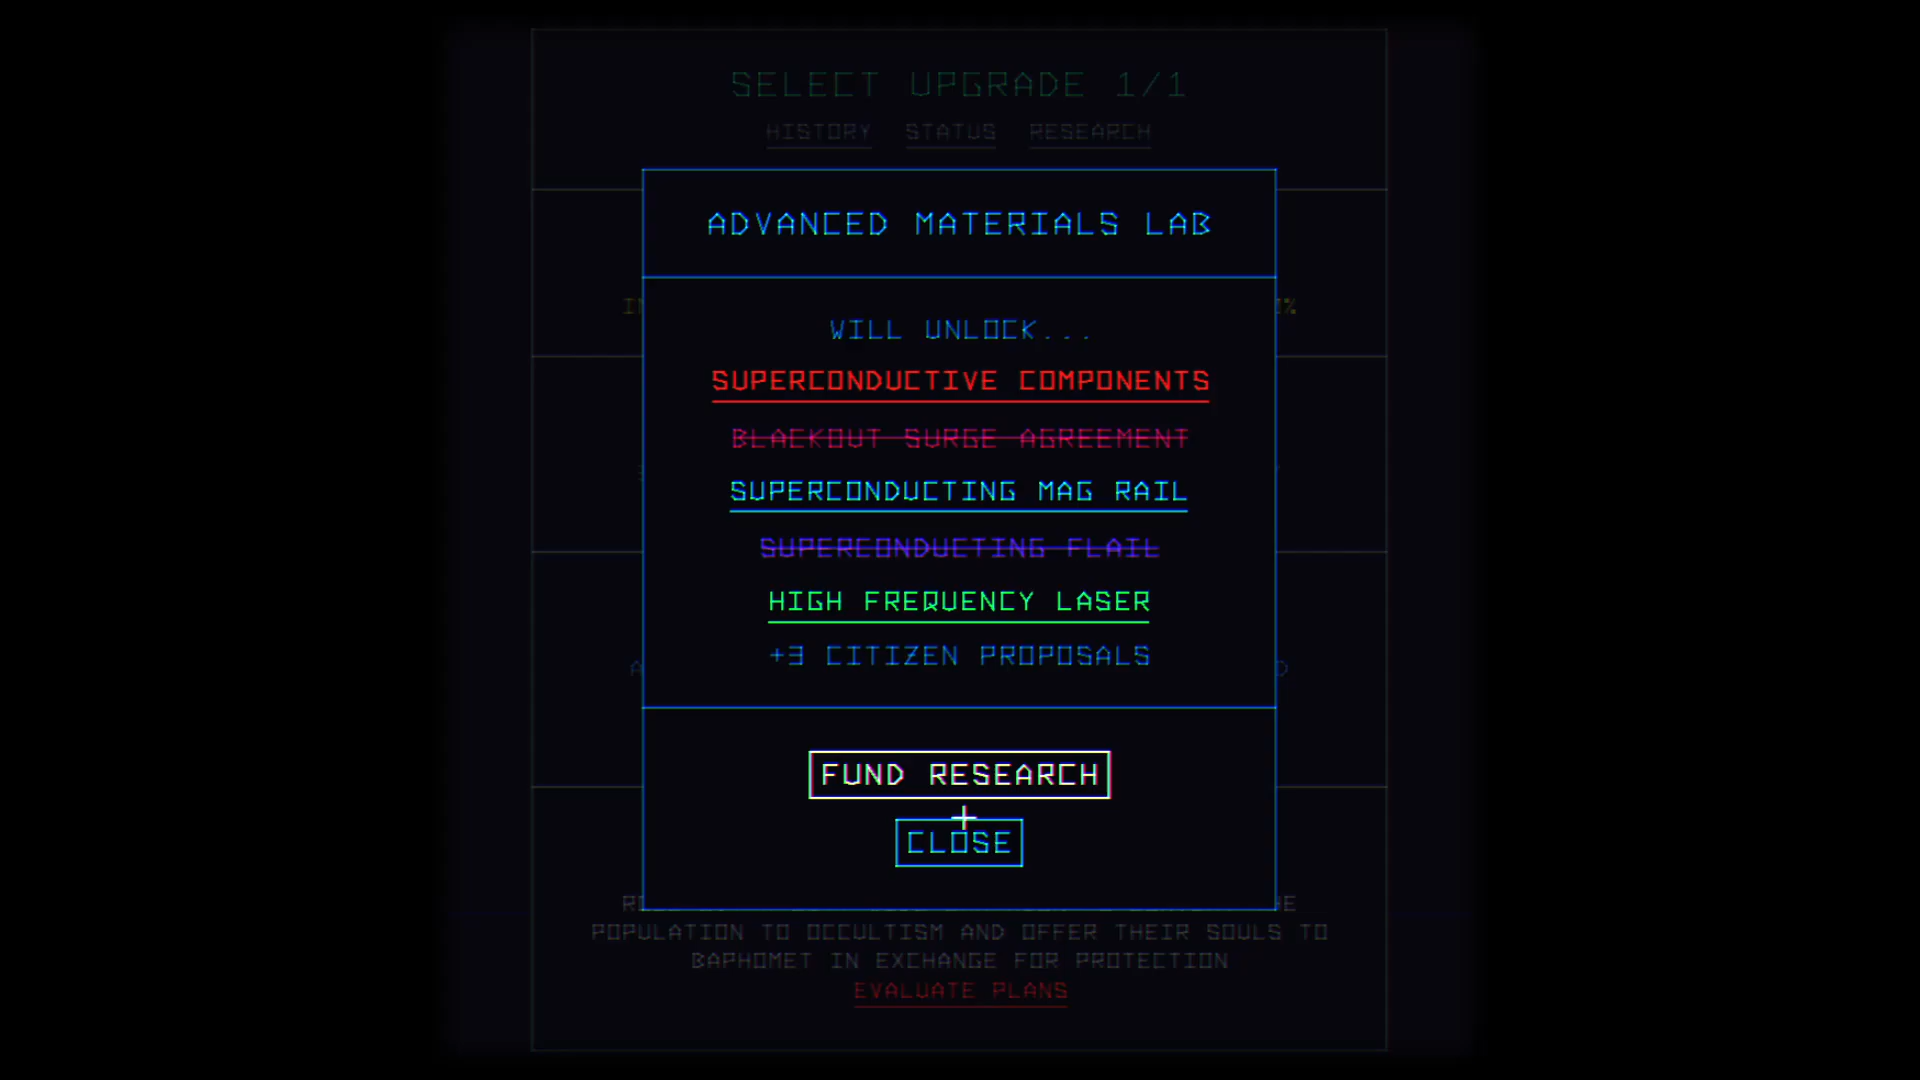 SELECT UPGRADE 1/1
HISTORY STATUS RESEARCH
ADVANCED MATERIALS LAB
WILL UNLOCK...
SUPERCONDUCTIVE COMPONENTS
BLACKOUT SURGE AGREEMENT
SUPERCONDUCTING MAG RAIL
SUPERCONDUCTING FLAIL
HIGH FREQUENCY LASER
+3 CITIZEN PROPOSALS
FUND RESEARCH
CLOSE
POPULATION TO OCCULTISM AND OFFER THEIR SOULS TO
BAPHOMET IN EXCHANGE FOR PROTECTION
EVALUATE PLANS